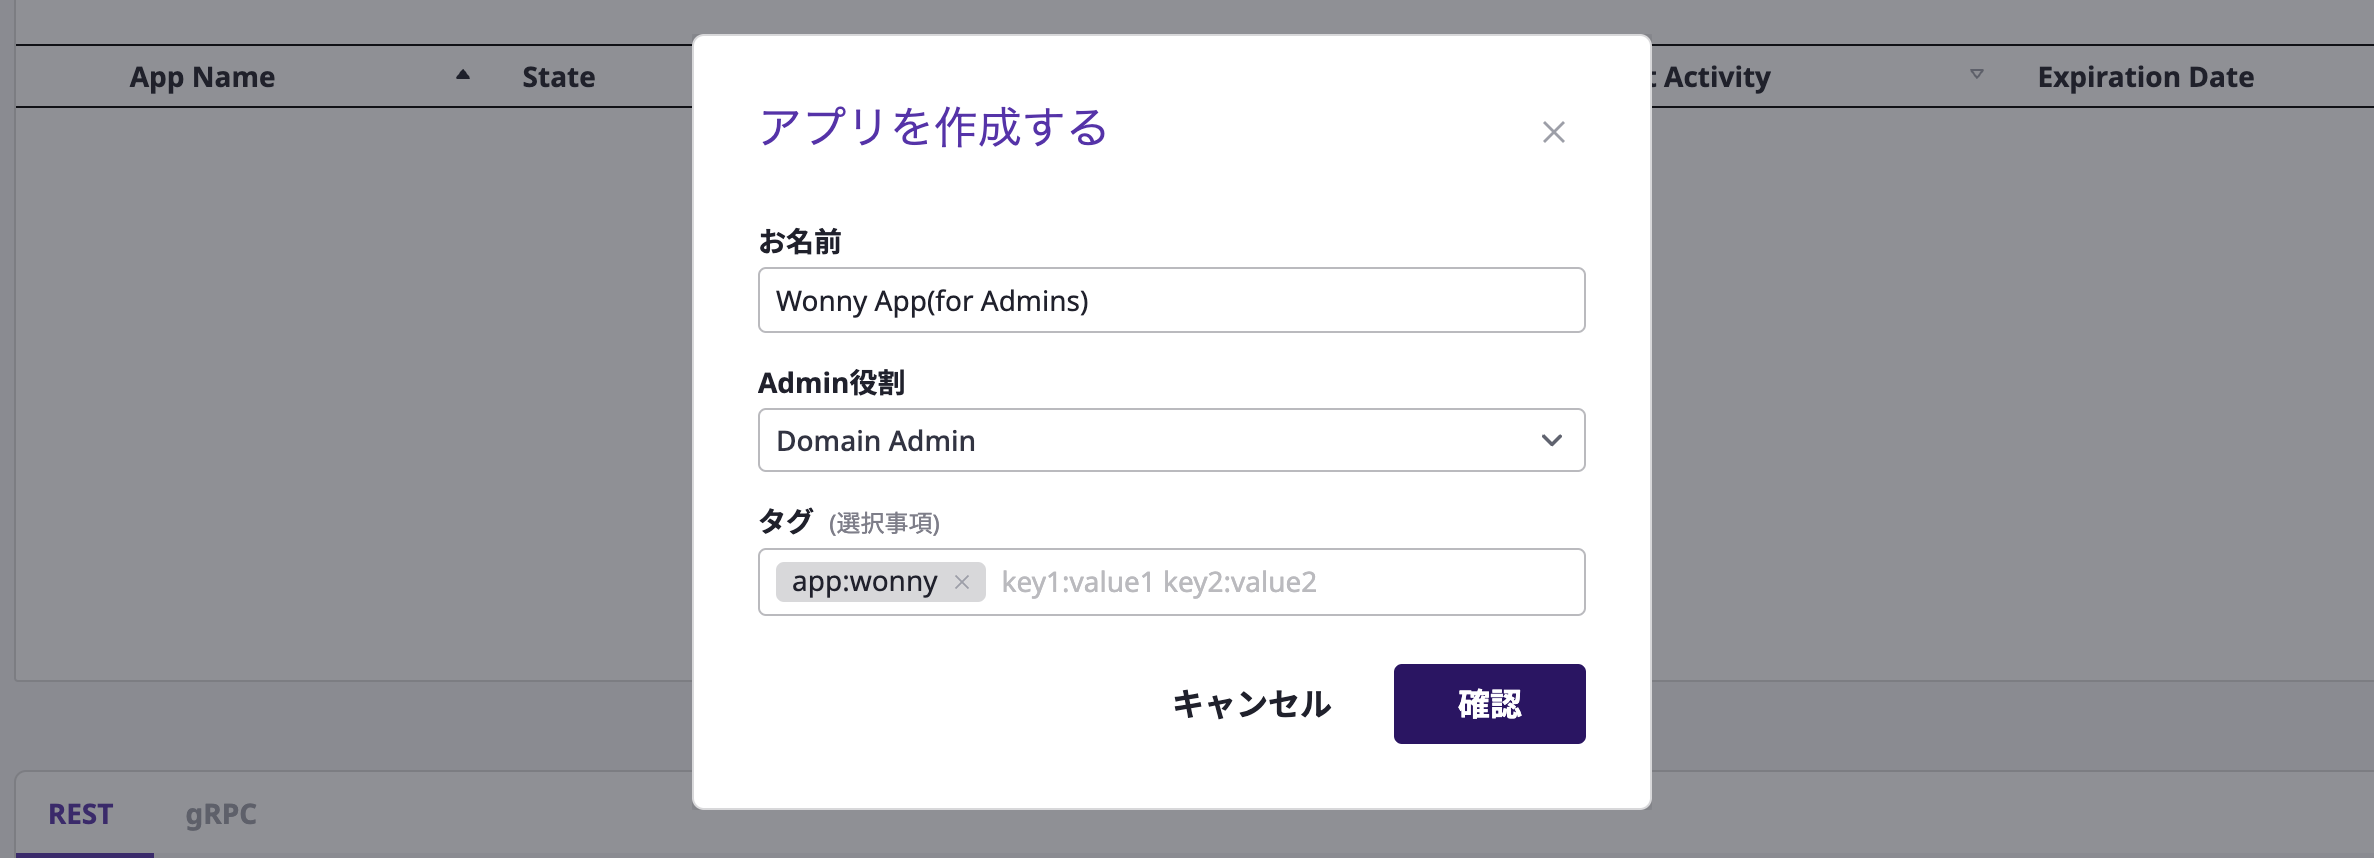 App Name State Activity Expiration Date
アプリを作成する
お名前
Wonny App(for Admins)
Admin役割
Domain Admin
タグ (選択事項)
app:wonny key1:value1 key2:value2
キャンセル 確認
REST gRPC